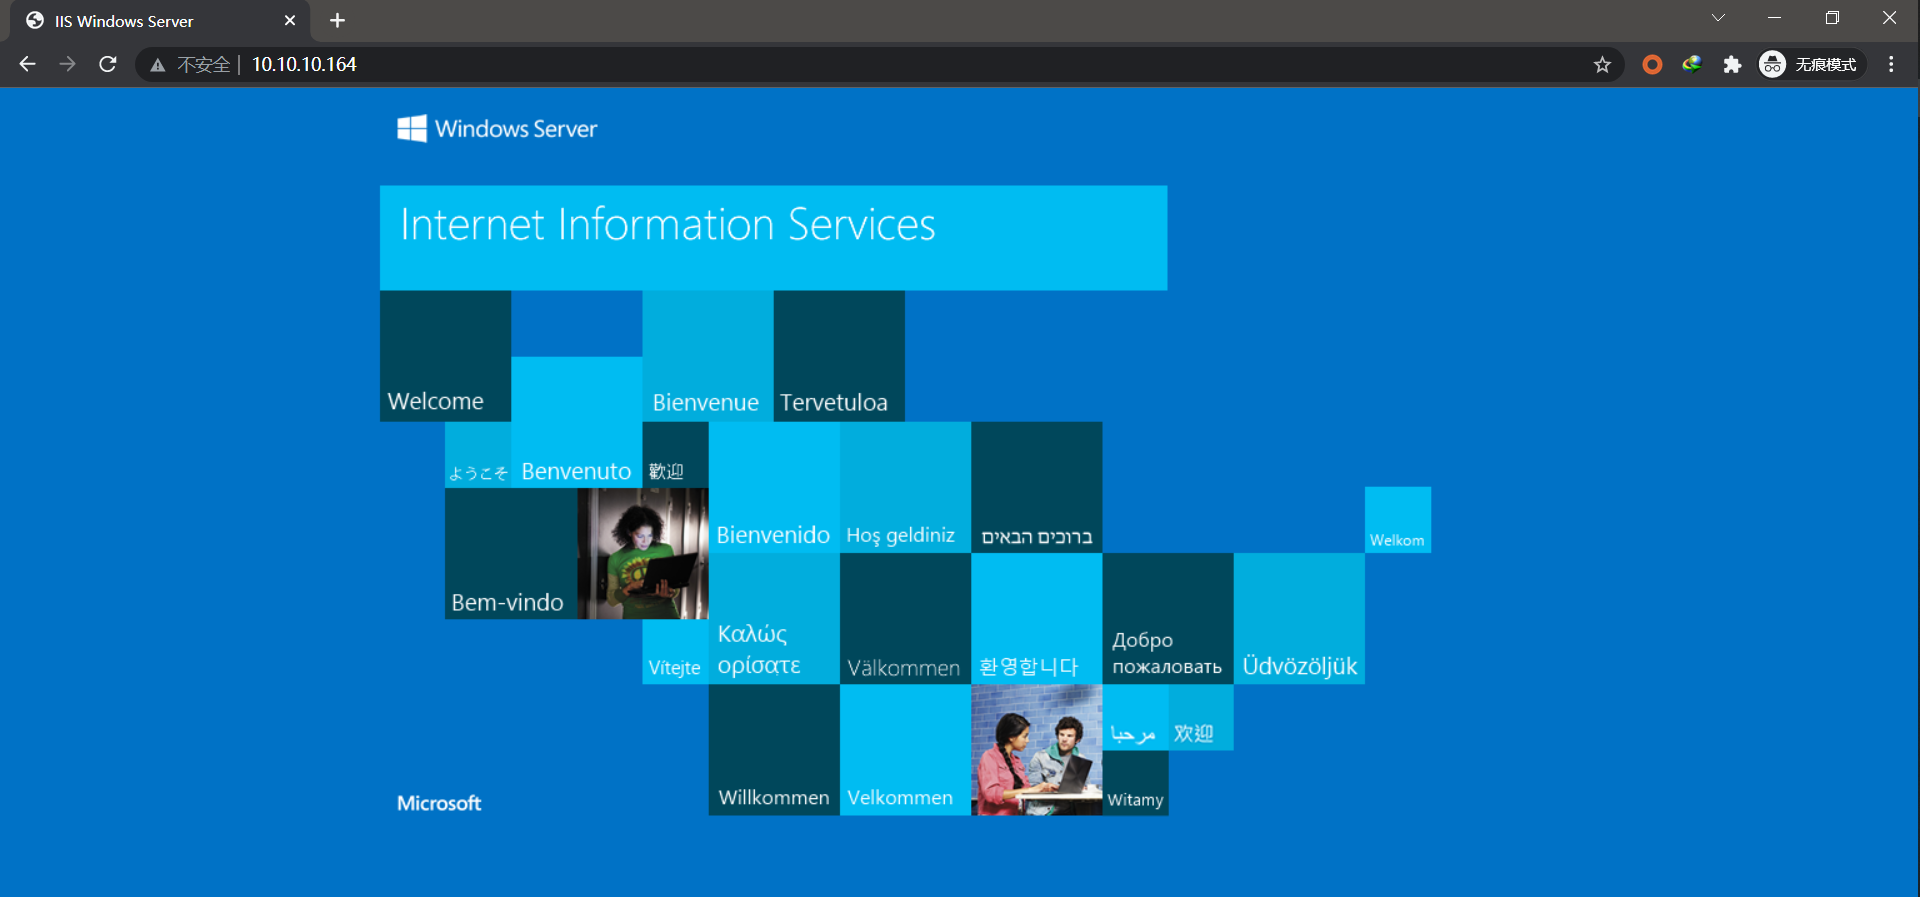 IIS Windows Server
不安全
10.10.10.164
无痕模式
Windows Server
Internet Information Services
Welcome
Bienvenue
Tervetuloa
ようこそ
Benvenuto
歡迎
Bienvenido
Hoş geldiniz
ברוכים הבאים
Welkom
Bem-vindo
Vítejte
Καλώς
ορίσατε
Välkommen
환영합니다
Добро
пожаловать
Üdvözöljük
مرحبا
欢迎
Willkommen
Velkommen
Witamy
Microsoft